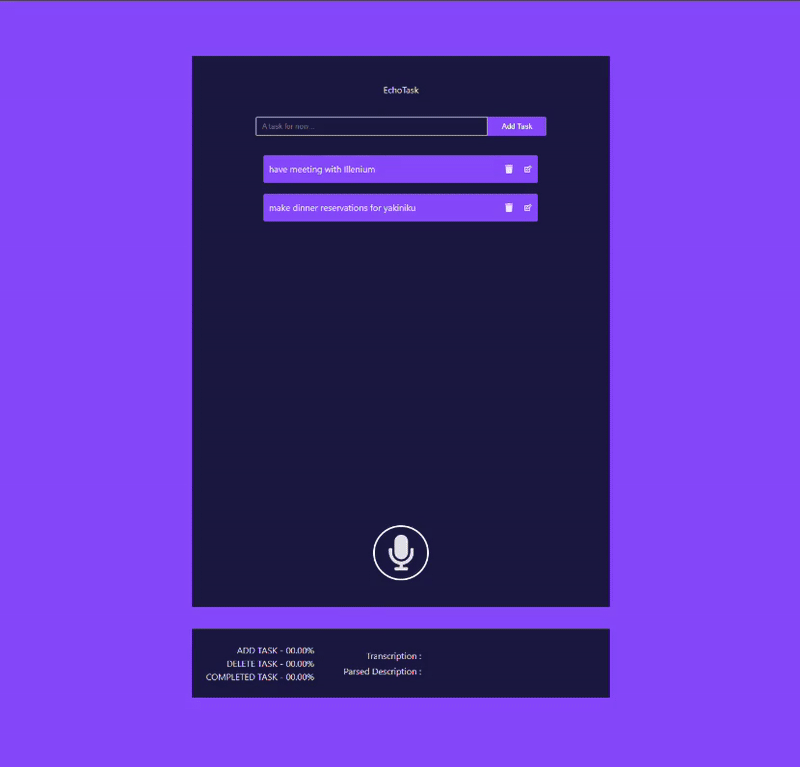 EchoTask
A task for now...
Add Task
have meeting with Illenium
make dinner reservations for yakiniku
ADD TASK - 00.00%
DELETE TASK - 00.00%
COMPLETED TASK - 00.00%
Transcription :
Parsed Description :